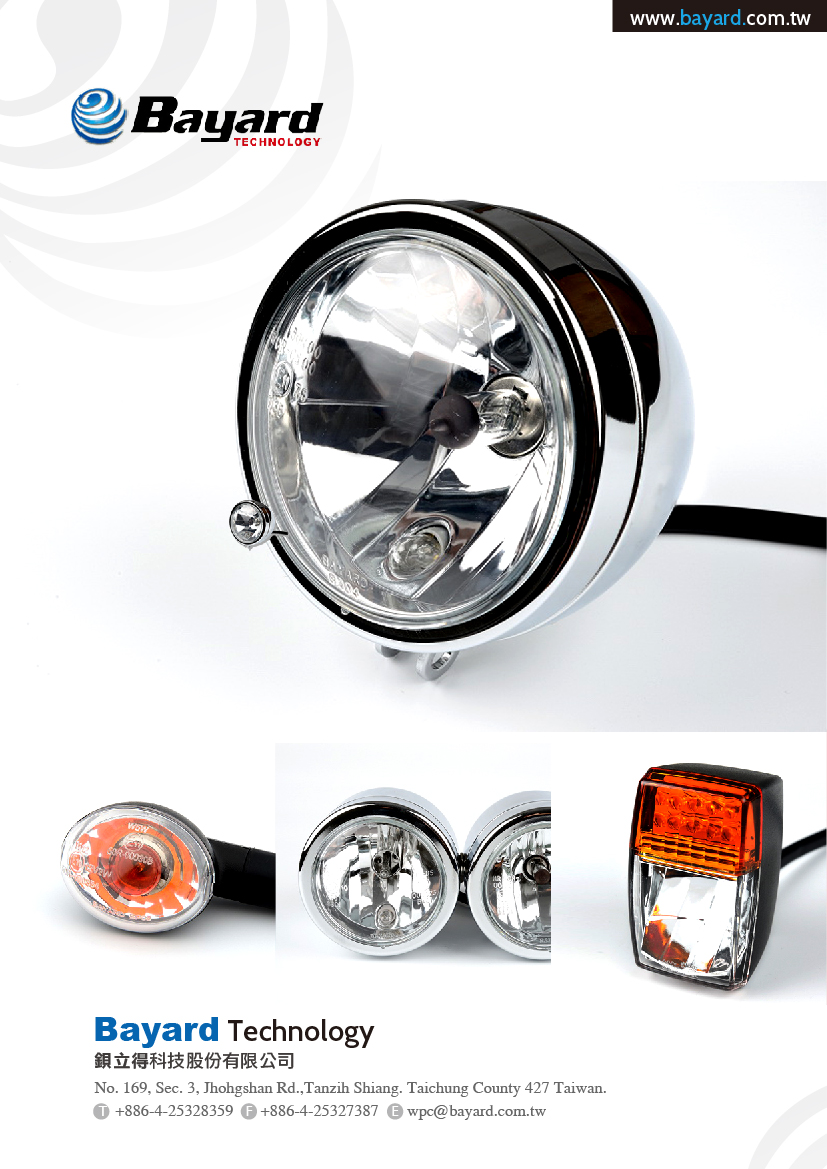 www.bayard.com.tw
Bayard
TECHNOLOGY
W5W
Bayard Technology
鋇立得科技股份有限公司
No. 169, Sec. 3, Jhohgshan Rd.,Tanzih Shiang. Taichung County 427 Taiwan.
T +886-4-25328359 F +886-4-25327387 E wpc@bayard.com.tw